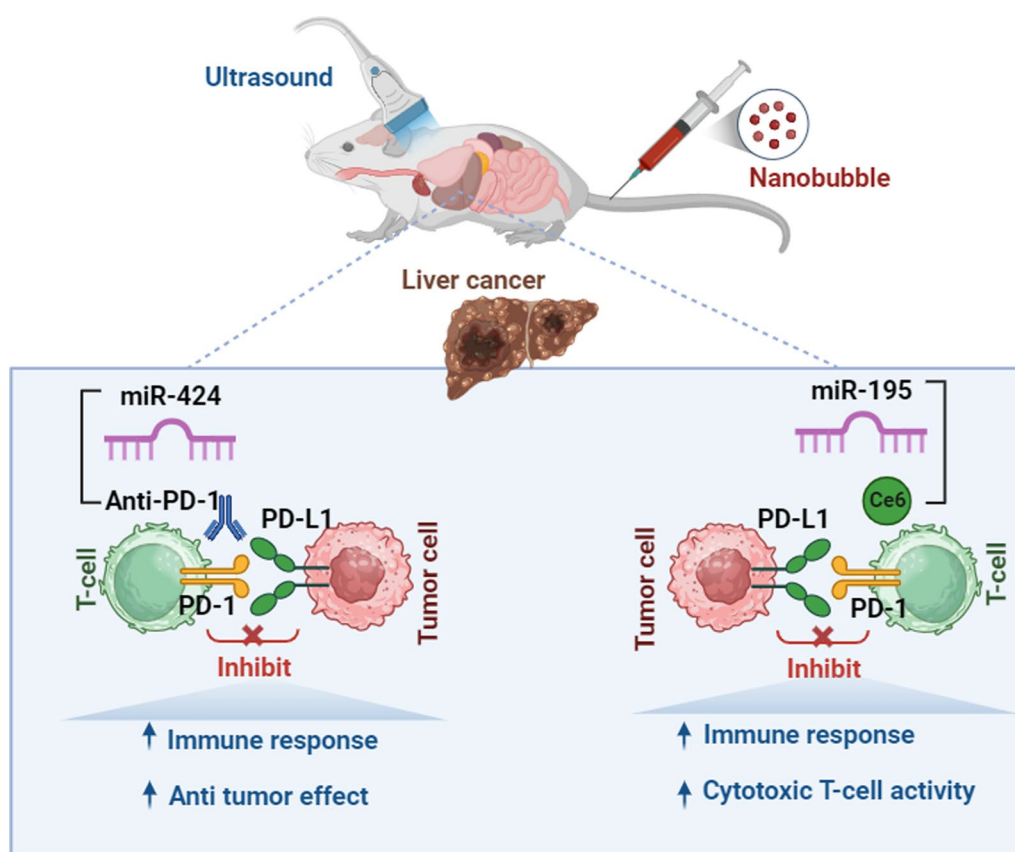 Ultrasound
Nanobubble
Liver cancer
miR-424
Anti-PD-1
PD-L1
T-cell
PD-1
Tumor cell
Inhibit
Immune response
Anti tumor effect
miR-195
Ce6
PD-L1
Tumor cell
PD-1
T-cell
Inhibit
Immune response
Cytotoxic T-cell activity